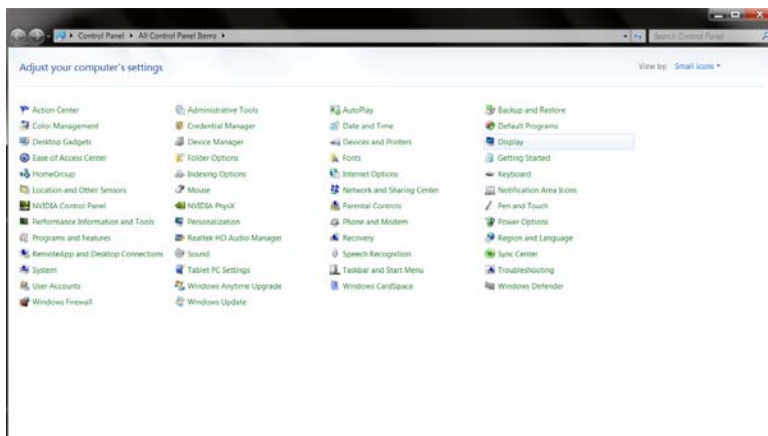 Control Panel All Control Panel Items Search Control Panel
Adjust your computer's settings View by: Small icons
Action Center Administrative Tools AutoPlay Backup and Restore
Color Management Credential Manager Date and Time Default Programs
Desktop Gadgets Device Manager Devices and Printers Display
Ease of Access Center Folder Options Fonts Getting Started
HomeGroup Indexing Options Internet Options Keyboard
Location and Other Sensors Mouse Network and Sharing Center Notification Area Icons
NVIDIA Control Panel NVIDIA PhysX Parental Controls Pen and Touch
Performance Information and Tools Personalization Phone and Modem Power Options
Programs and Features Realtek HD Audio Manager Recovery Region and Language
RemoteApp and Desktop Connections Sound Speech Recognition Sync Center
System Tablet PC Settings Taskbar and Start Menu Troubleshooting
User Accounts Windows Anytime Upgrade Windows CardSpace Windows Defender
Windows Firewall Windows Update